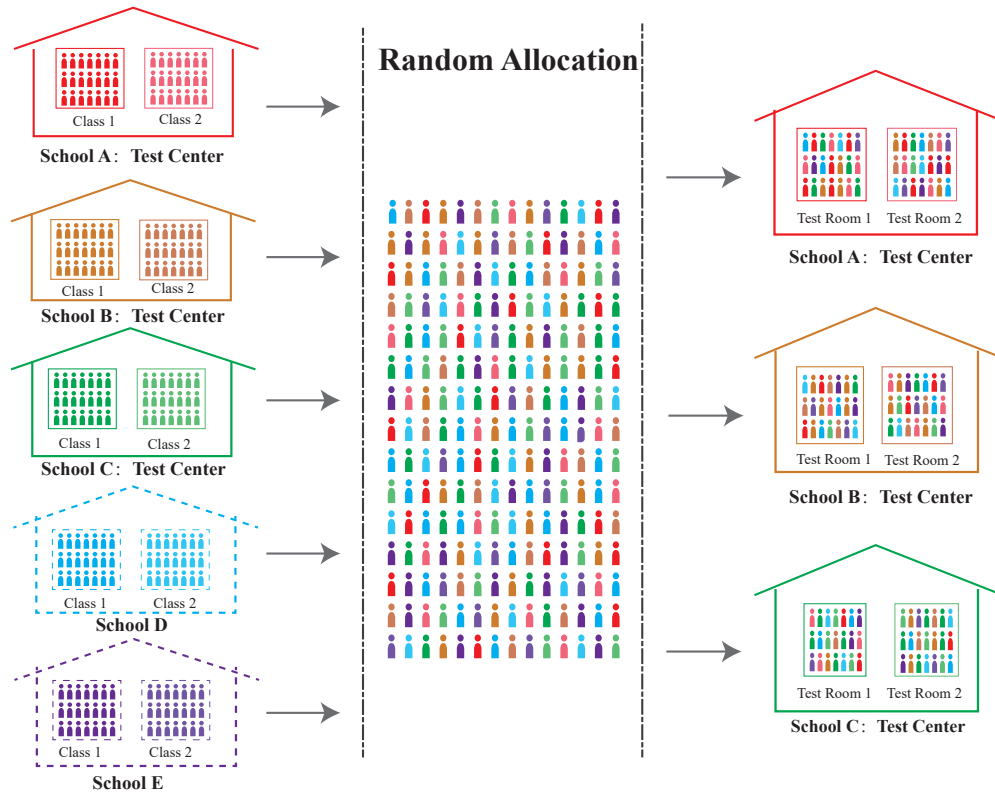 Random Allocation
Class 1
Class 2
School A: Test Center
Class 1
Class 2
School B: Test Center
Class 1
Class 2
School C: Test Center
Class 1
Class 2
School D
Class 1
Class 2
School E
Test Room 1
Test Room 2
School A: Test Center
Test Room 1
Test Room 2
School B: Test Center
Test Room 1
Test Room 2
School C: Test Center